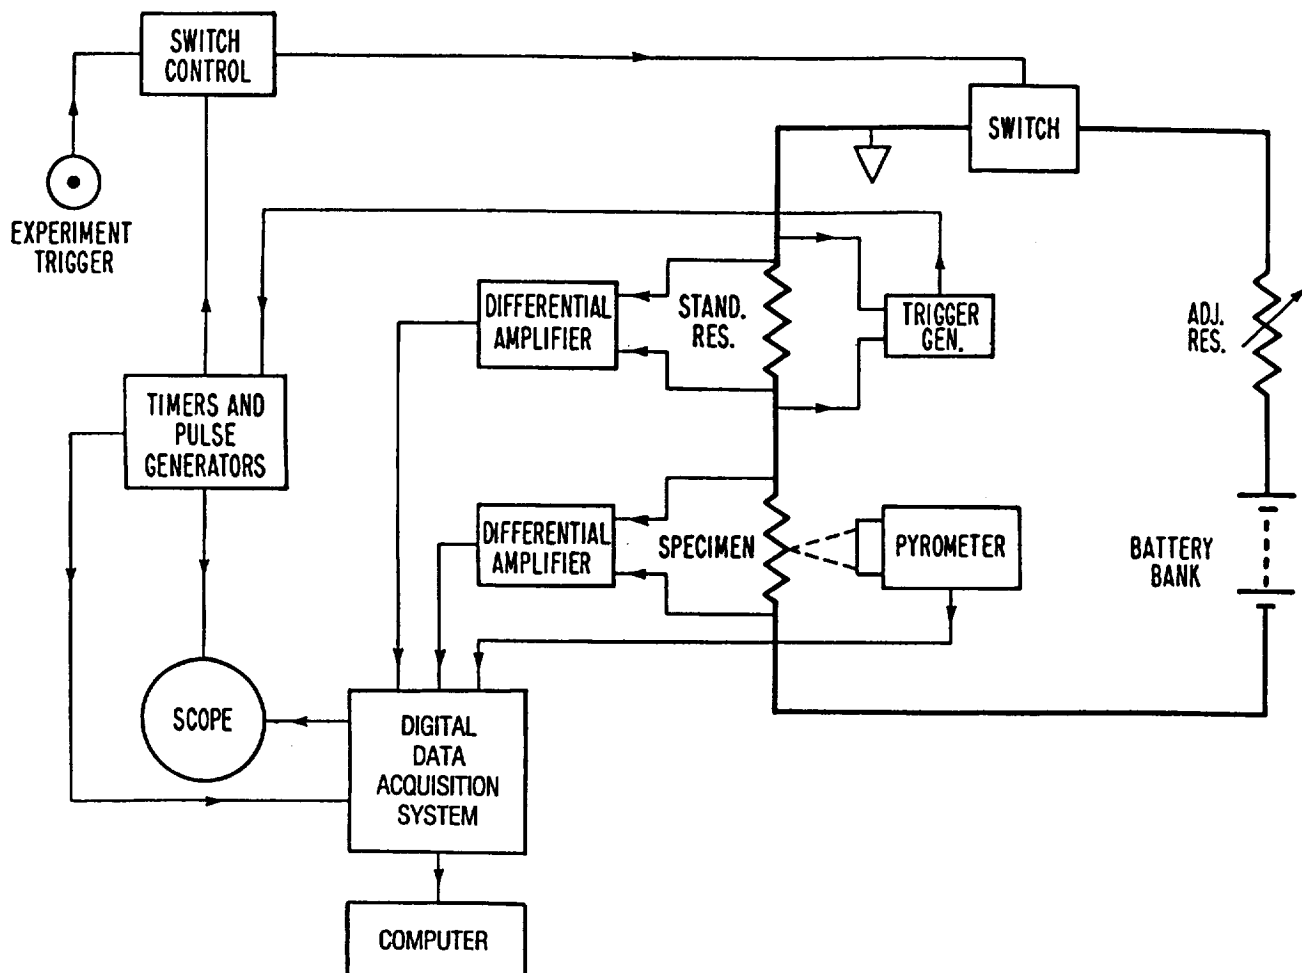 SWITCH
CONTROL
SWITCH
EXPERIMENT
TRIGGER
DIFFERENTIAL
AMPLIFIER
STAND.
RES.
TRIGGER
GEN.
ADJ.
RES.
TIMERS AND
PULSE
GENERATORS
DIFFERENTIAL
AMPLIFIER
SPECIMEN
PYROMETER
BATTERY
BANK
SCOPE
DIGITAL
DATA
ACQUISITION
SYSTEM
COMPUTER